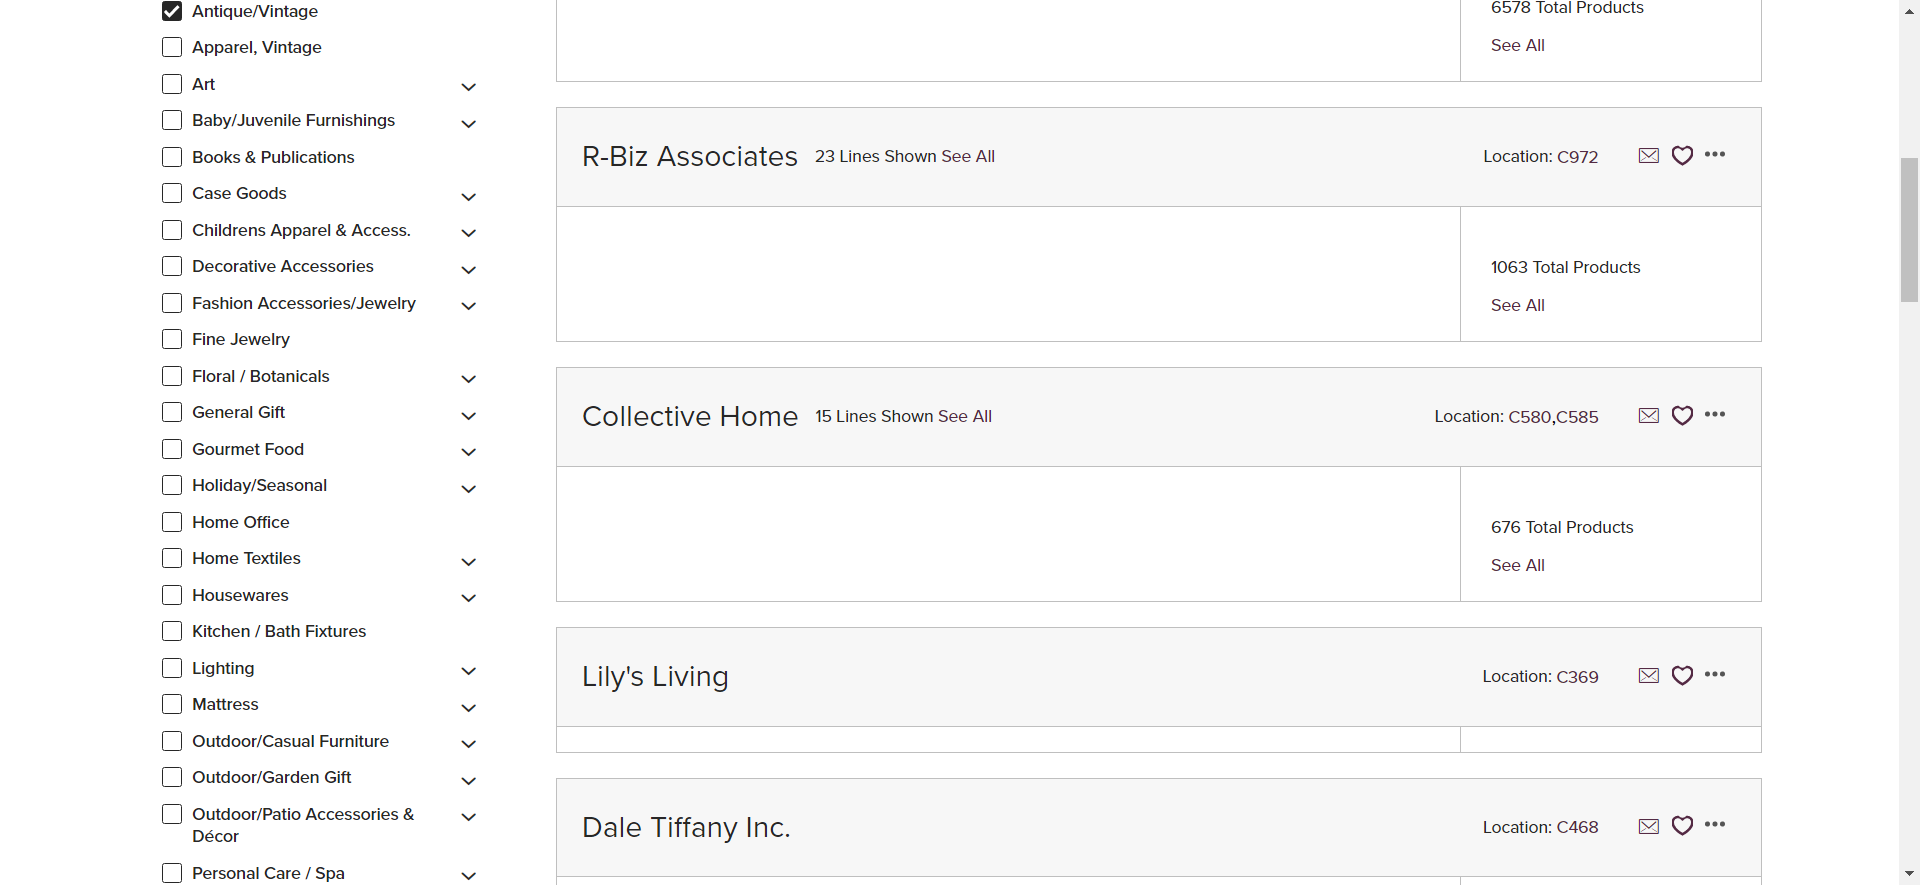 Antique/Vintage
Apparel, Vintage
Art
Baby/Juvenile Furnishings
Books & Publications
Case Goods
Childrens Apparel & Access.
Decorative Accessories
Fashion Accessories/Jewelry
Fine Jewelry
Floral / Botanicals
General Gift
Gourmet Food
Holiday/Seasonal
Home Office
Home Textiles
Housewares
Kitchen / Bath Fixtures
Lighting
Mattress
Outdoor/Casual Furniture
Outdoor/Garden Gift
Outdoor/Patio Accessories &
Décor
Personal Care / Spa
6578 Total Products
See All
R-Biz Associates 23 Lines Shown See All Location: C972
1063 Total Products
See All
Collective Home 15 Lines Shown See All Location: C580,C585
676 Total Products
See All
Lily's Living Location: C369
Dale Tiffany Inc. Location: C468